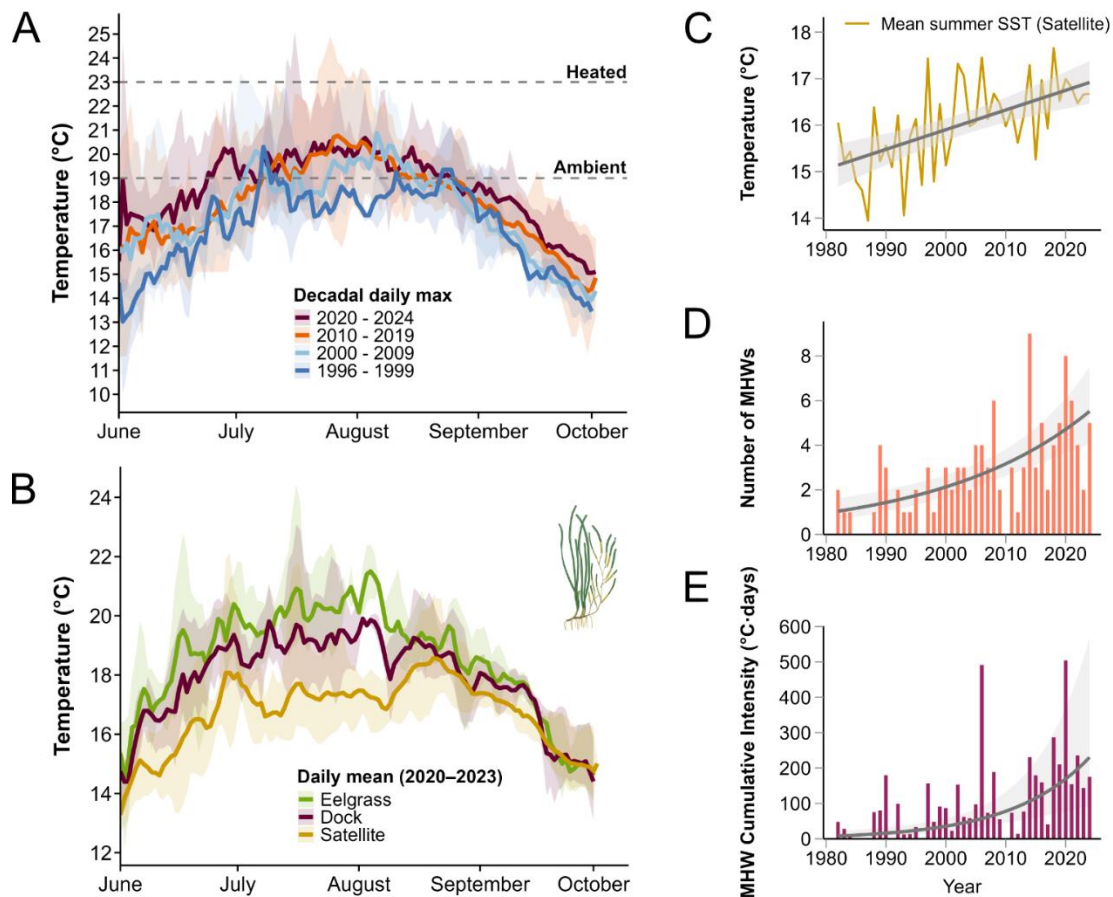 A
Temperature (°C)
25
24
23
22
21
20
19
18
17
16
15
14
13
12
11
10
Heated
Ambient
Decadal daily max
2020 - 2024
2010 - 2019
2000 - 2009
1996 - 1999
June
July
August
September
October
B
Temperature (°C)
24
22
20
18
16
14
12
Daily mean (2020–2023)
Eelgrass
Dock
Satellite
June
July
August
September
October
C
Mean summer SST (Satellite)
Temperature (°C)
18
17
16
15
14
1980
1990
2000
2010
2020
D
Number of MHWs
8
6
4
2
0
1980
1990
2000
2010
2020
E
MHW Cumulative Intensity (°C·days)
600
500
400
300
200
100
0
1980
1990
2000
2010
2020
Year